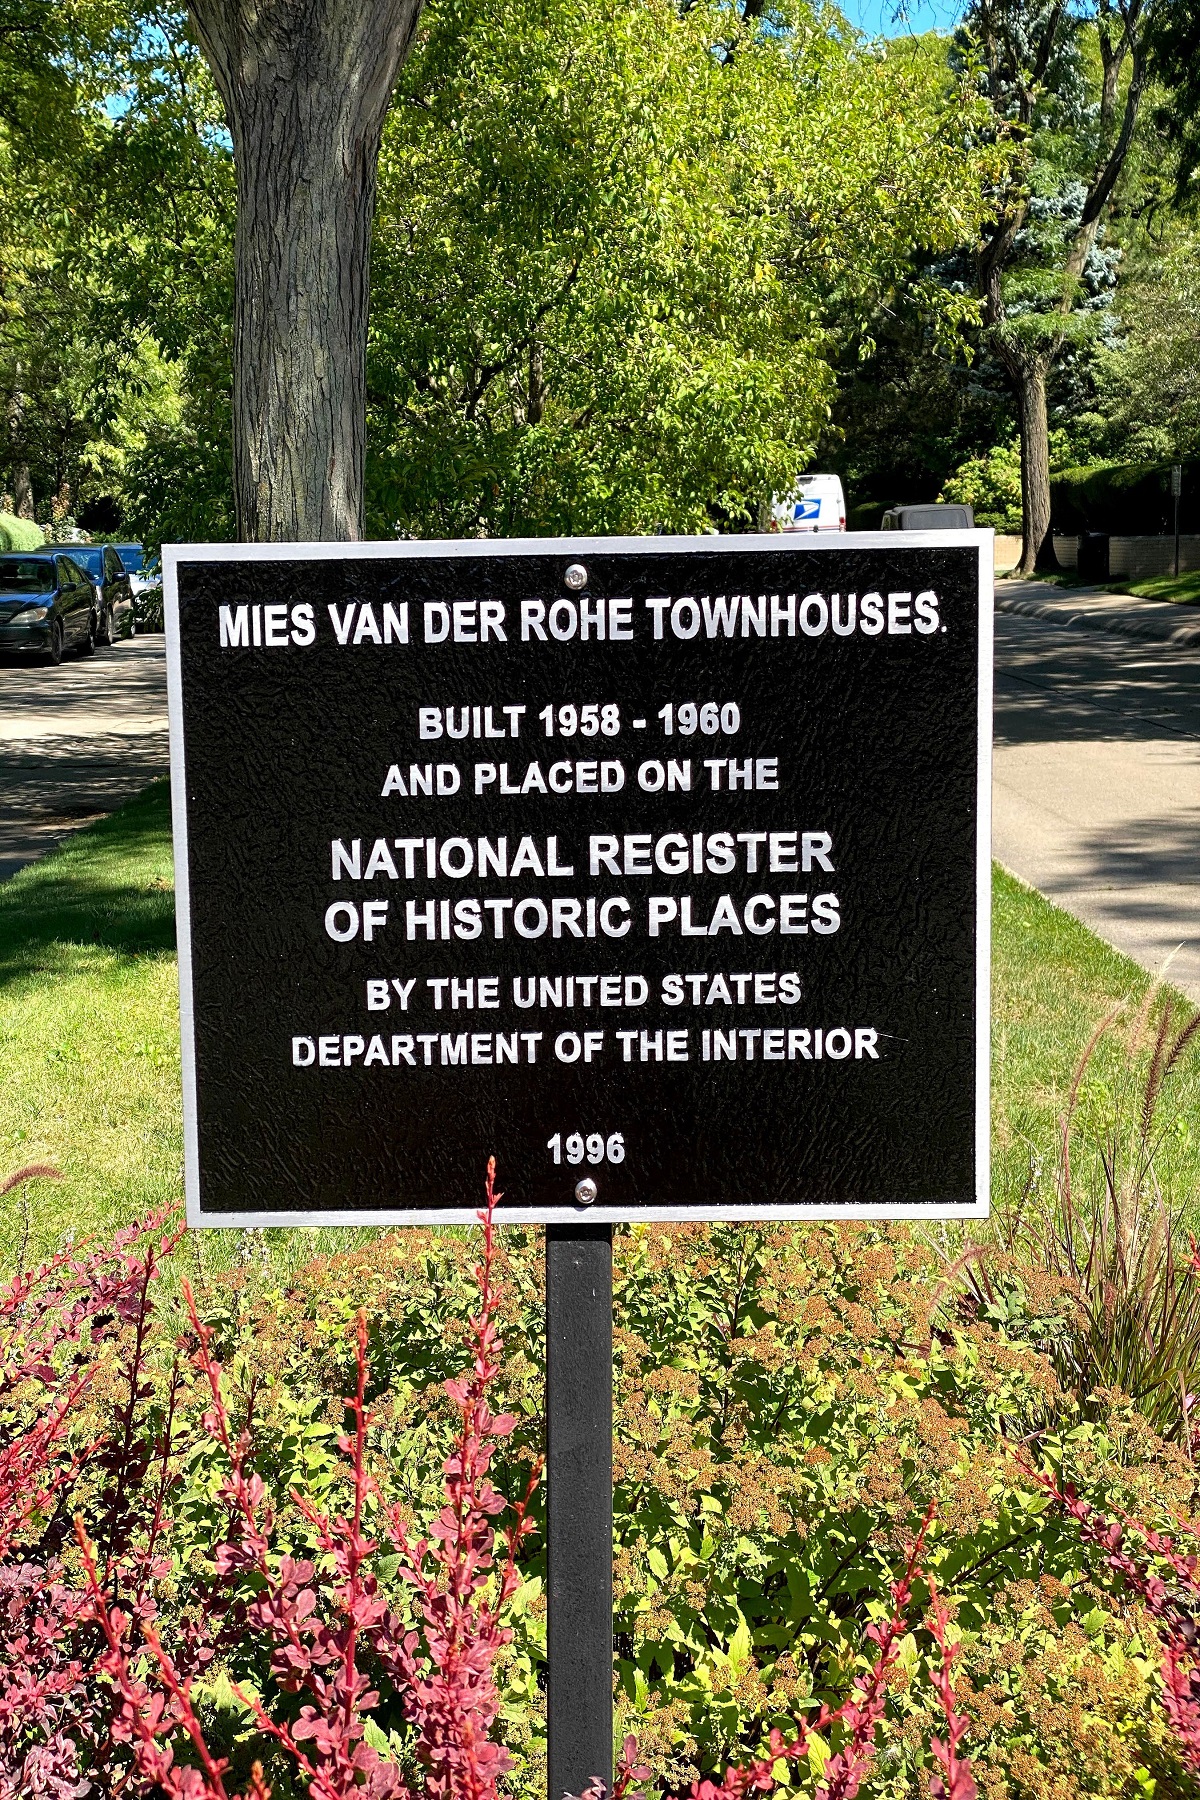 MIES VAN DER ROHE TOWNHOUSES.
BUILT 1958 - 1960
AND PLACED ON THE
NATIONAL REGISTER
OF HISTORIC PLACES
BY THE UNITED STATES
DEPARTMENT OF THE INTERIOR
1996